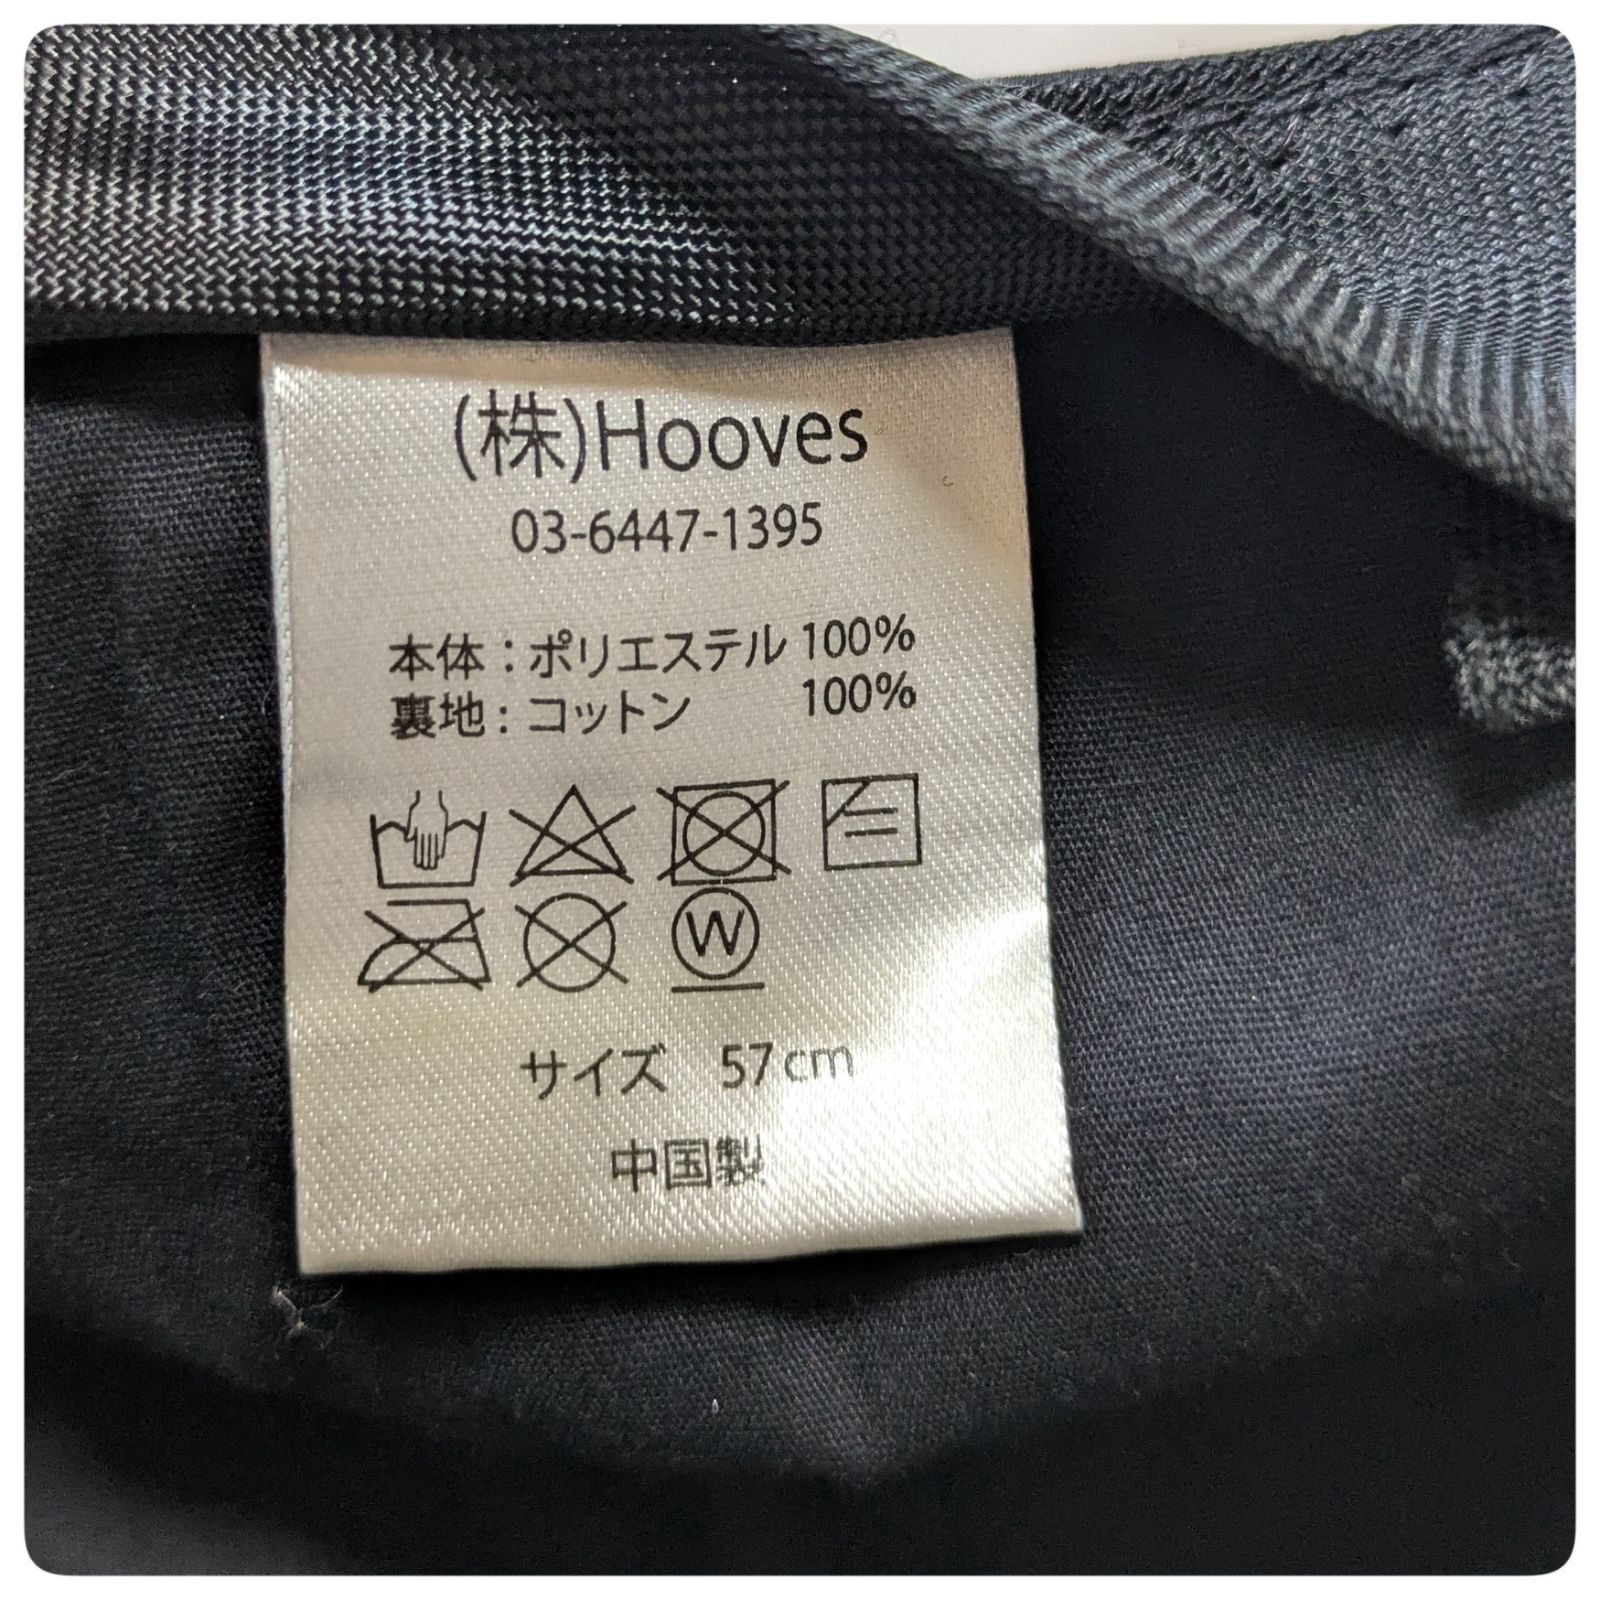 (株)Hooves
03-6447-1395
本体：ポリエステル 100%
裏地：コットン 100%
W
サイズ 57cm
中国製